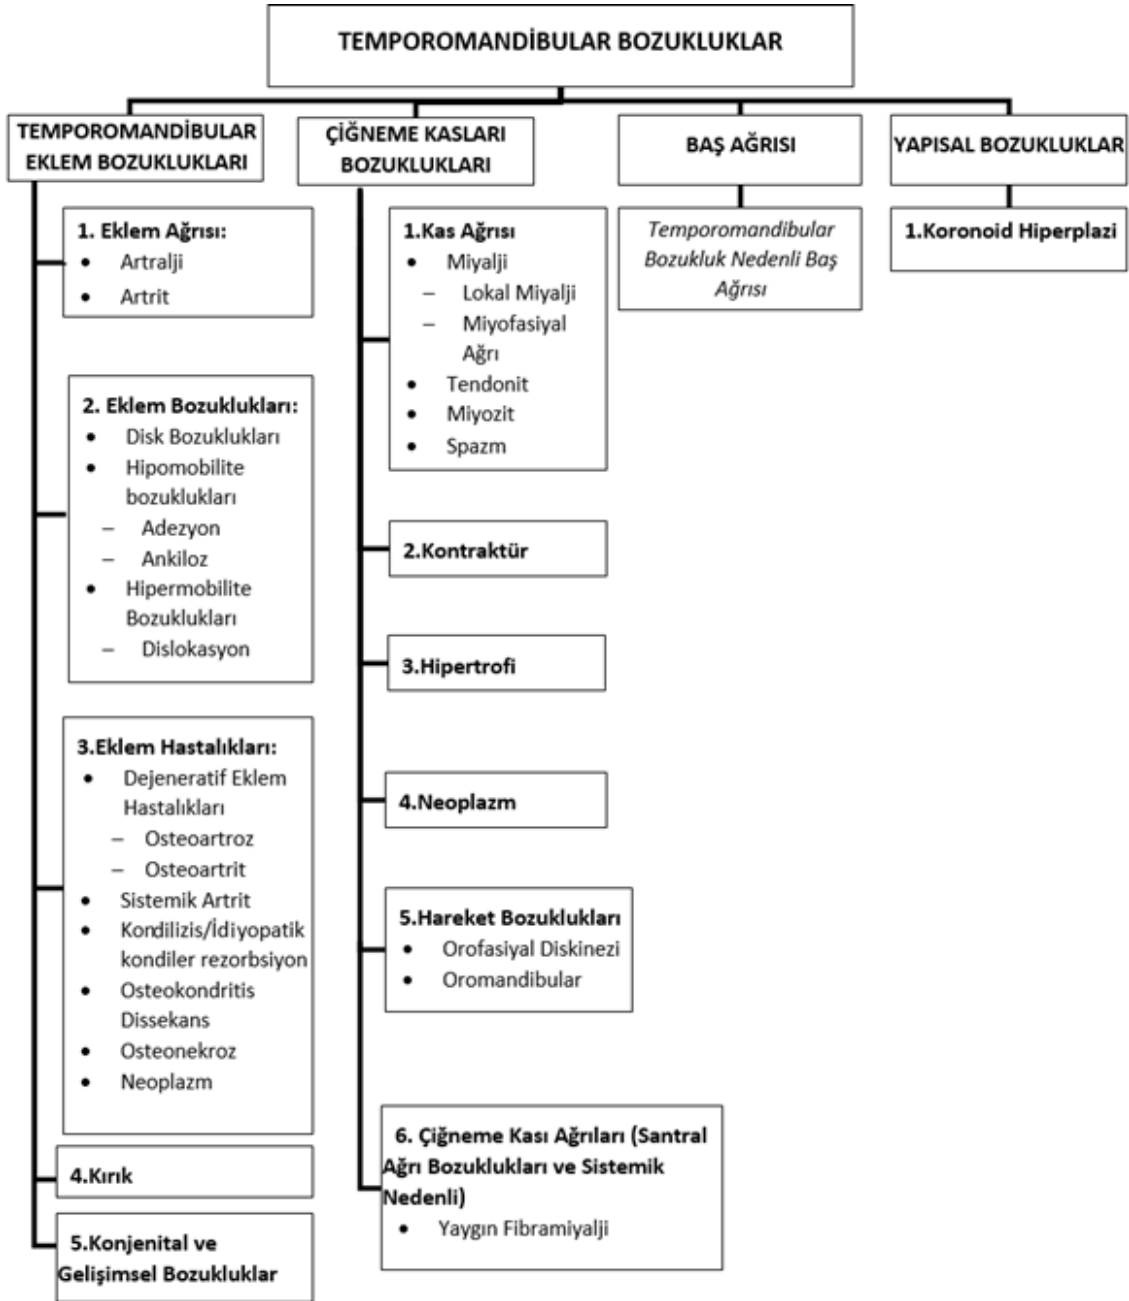 TEMPOROMANDİBULAR BOZUKLUKLAR
TEMPOROMANDİBULAR
EKLEM BOZUKLUKLARI
1. Eklem Ağrısı:
• Artralji
• Artrit
2. Eklem Bozuklukları:
• Disk Bozuklukları
• Hipomobilite
bozuklukları
– Adezyon
– Ankiloz
• Hipermobilite
Bozuklukları
– Dislokasyon
3.Eklem Hastalıkları:
• Dejeneratif Eklem
Hastalıkları
– Osteoartroz
– Osteoartrit
• Sistemik Artrit
• Kondilizis/İdiyopatik
kondiler rezorbsiyon
• Osteokondritis
Dissekans
• Osteonekroz
• Neoplazm
4.Kırık
5.Konjenital ve
Gelişimsel Bozukluklar
ÇİĞNEME KASLARI
BOZUKLUKLARI
1.Kas Ağrısı
• Miyalji
– Lokal Miyalji
– Miyofasiyal
Ağrı
• Tendonit
• Miyozit
• Spazm
2.Kontraktür
3.Hipertrofi
4.Neoplazm
5.Hareket Bozuklukları
• Orofasiyal Diskinezi
• Oromandibular
6. Çiğneme Kası Ağrıları (Santral
Ağrı Bozuklukları ve Sistemik
Nedenli)
• Yaygın Fibramiyalji
BAŞ AĞRISI
Temporomandibular
Bozukluk Nedenli Baş
Ağrısı
YAPISAL BOZUKLUKLAR
1.Koronoid Hiperplazi